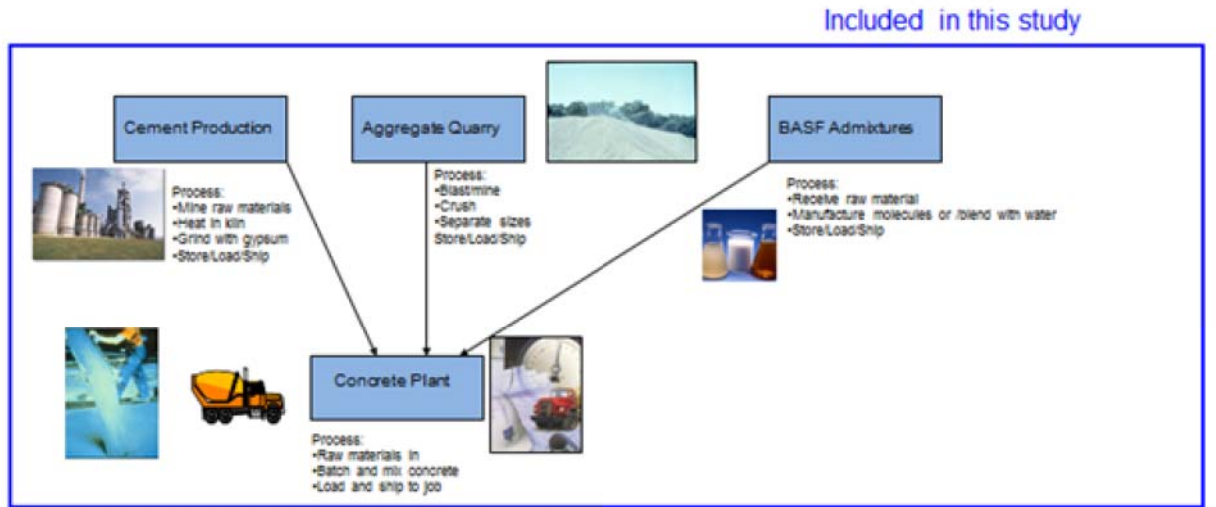 Included in this study
Cement Production
Aggregate Quarry
BASF Admixtures
Process:
•Mine raw materials
•Heat in kiln
•Grind with gypsum
•Store/Load/Ship
Process:
•Blast/mine
•Crush
•Separate sizes
Store/Load/Ship
Process:
•Receive raw material
•Manufacture molecules or /blend with water
•Store/Load/Ship
Concrete Plant
Process:
•Raw materials in
•Batch and mix concrete
•Load and ship to job